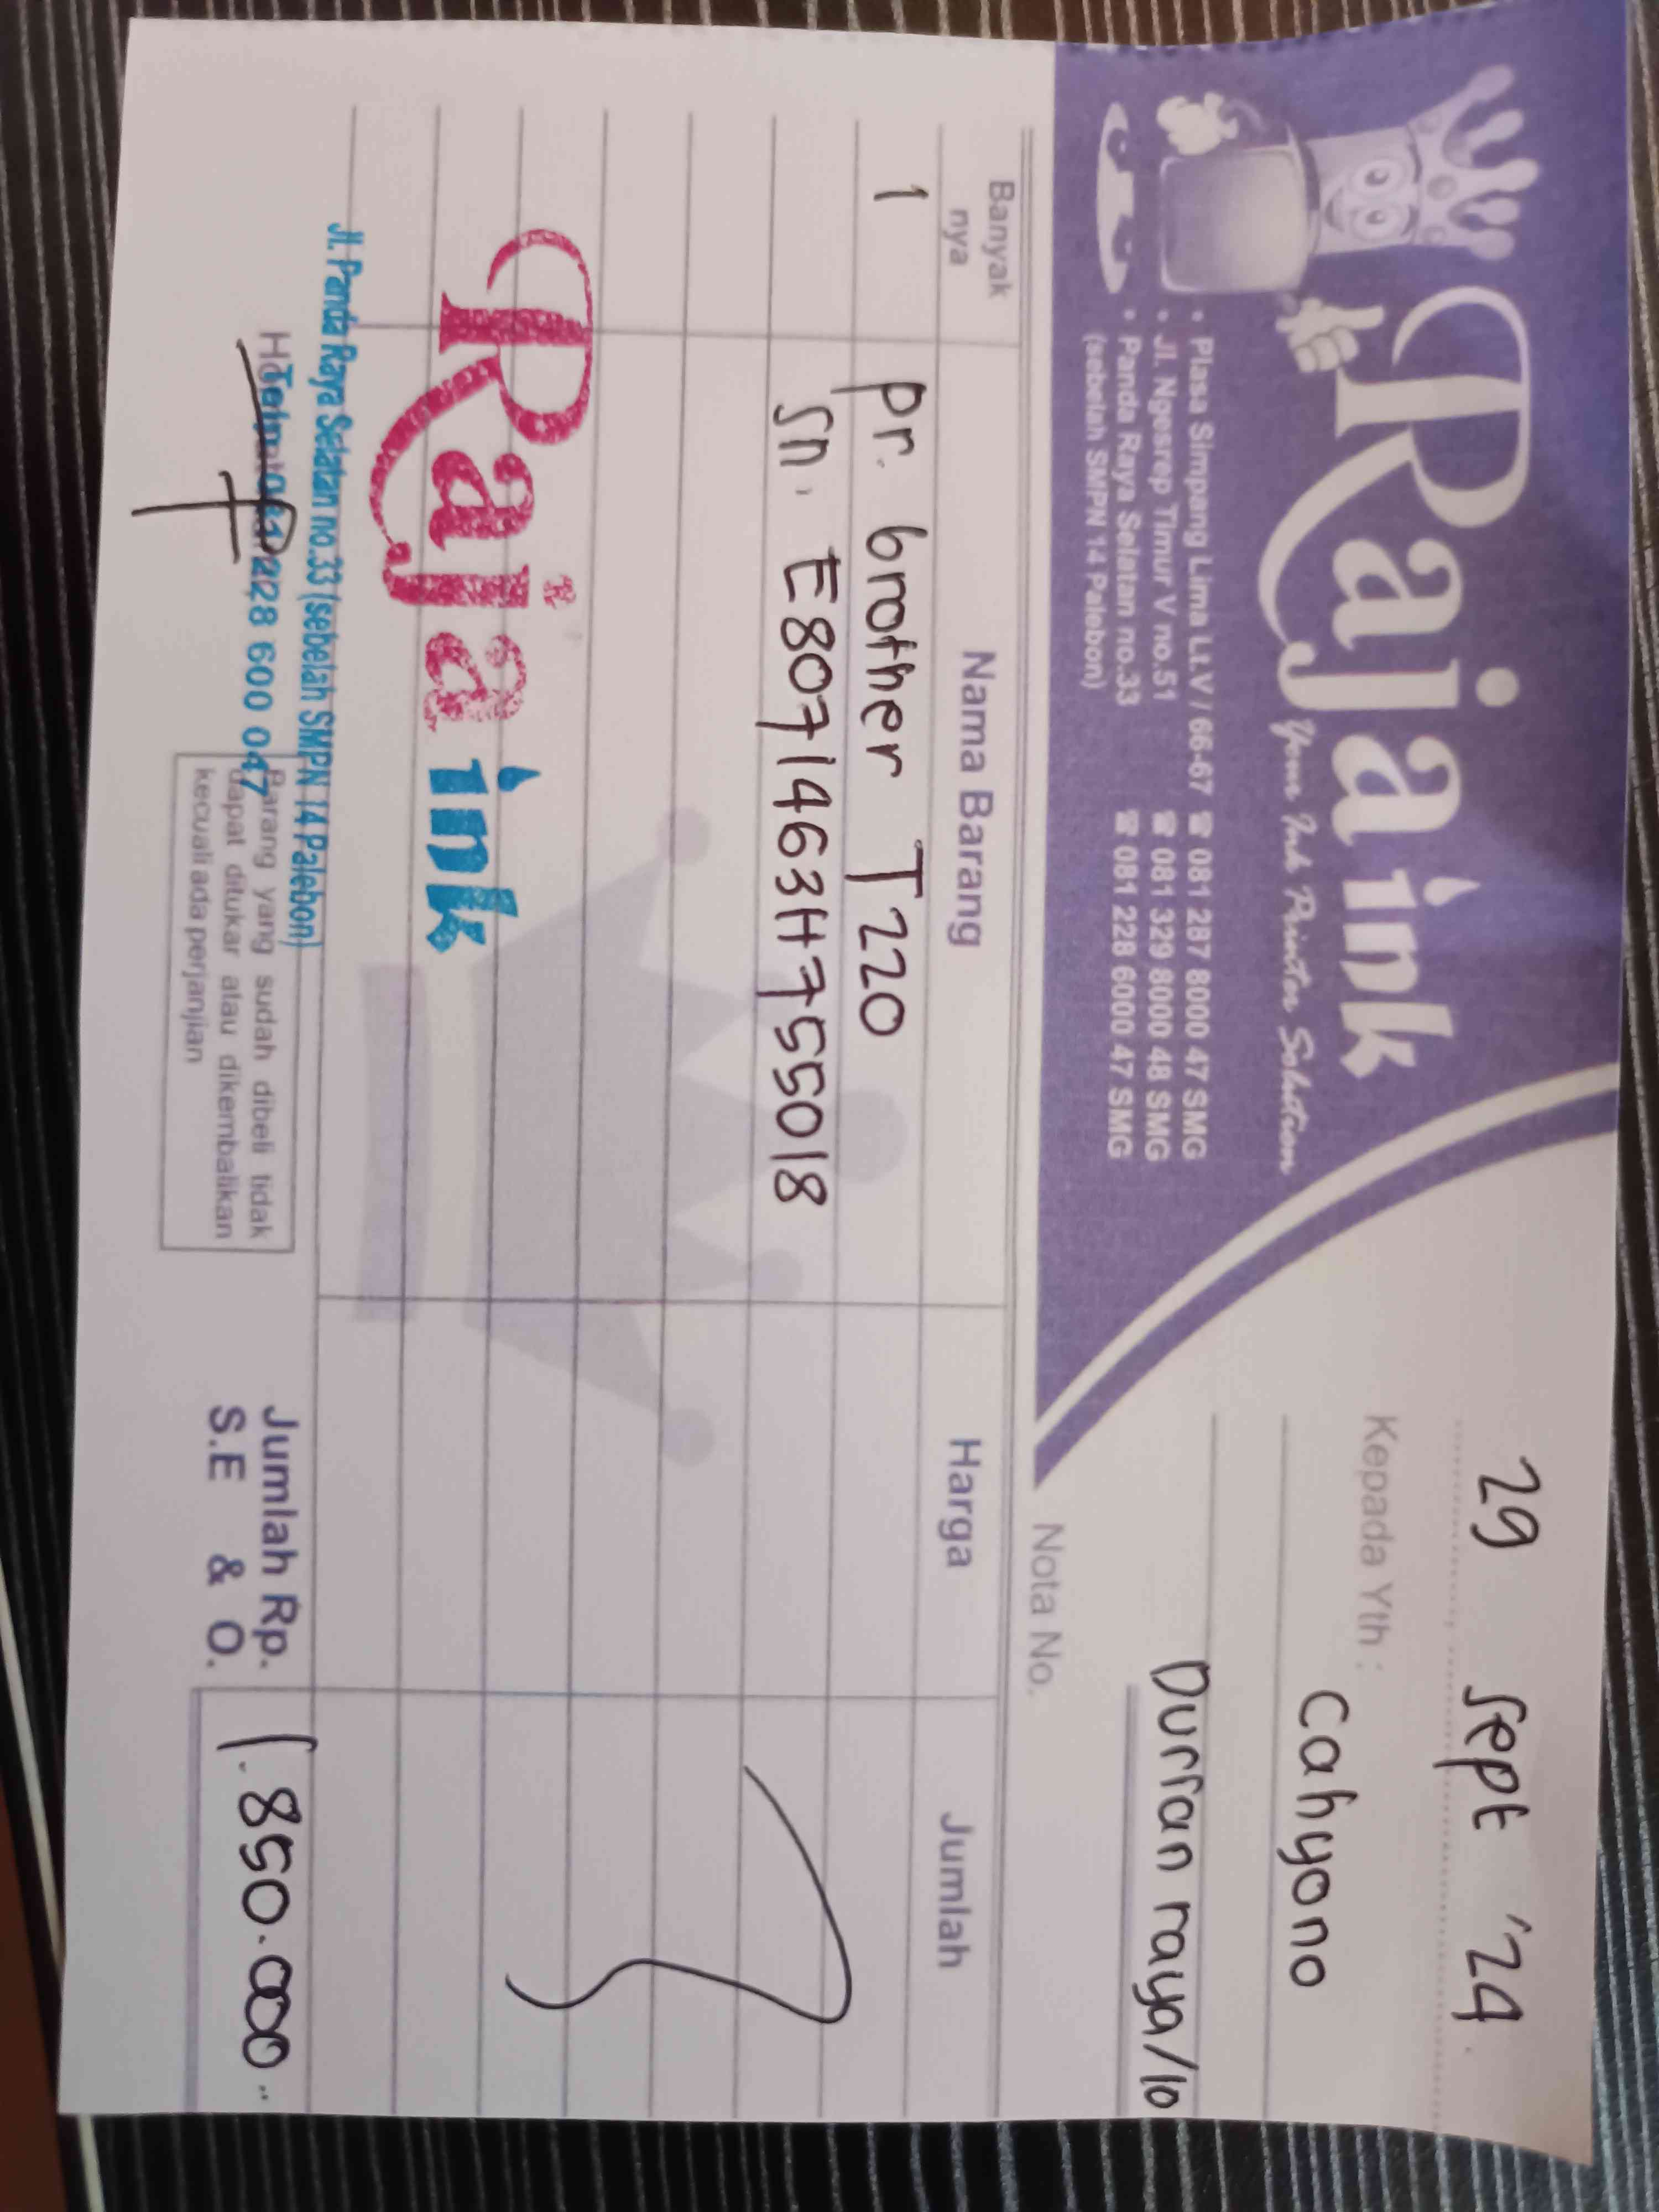 Raja ink
Your Ink Printer Solution
• Plasa Simpang Lima Lt.V / 66-67 ☎ 081 287 8000 47 SMG
• Jl. Ngesrep Timur V no.51 ☎ 081 329 8000 48 SMG
• Panda Raya Selatan no.33 ☎ 081 228 6000 47 SMG
(sebelah SMPN 14 Palebon)
29 Sept '24
Kepada Yth : Cahyono
Durian raya/10
Nota No.
Banyak nya Nama Barang Harga Jumlah
1 pr. brother T220
Sn. E8071463H755018
Raja ink
Jl. Panda Raya Selatan no.33 (sebelah SMPN 14 Palebon)
228 600 047
Barang yang sudah dibeli tidak
dapat ditukar atau dikembalikan
kecuali ada perjanjian
Jumlah Rp. 1.850.000
S.E & O.